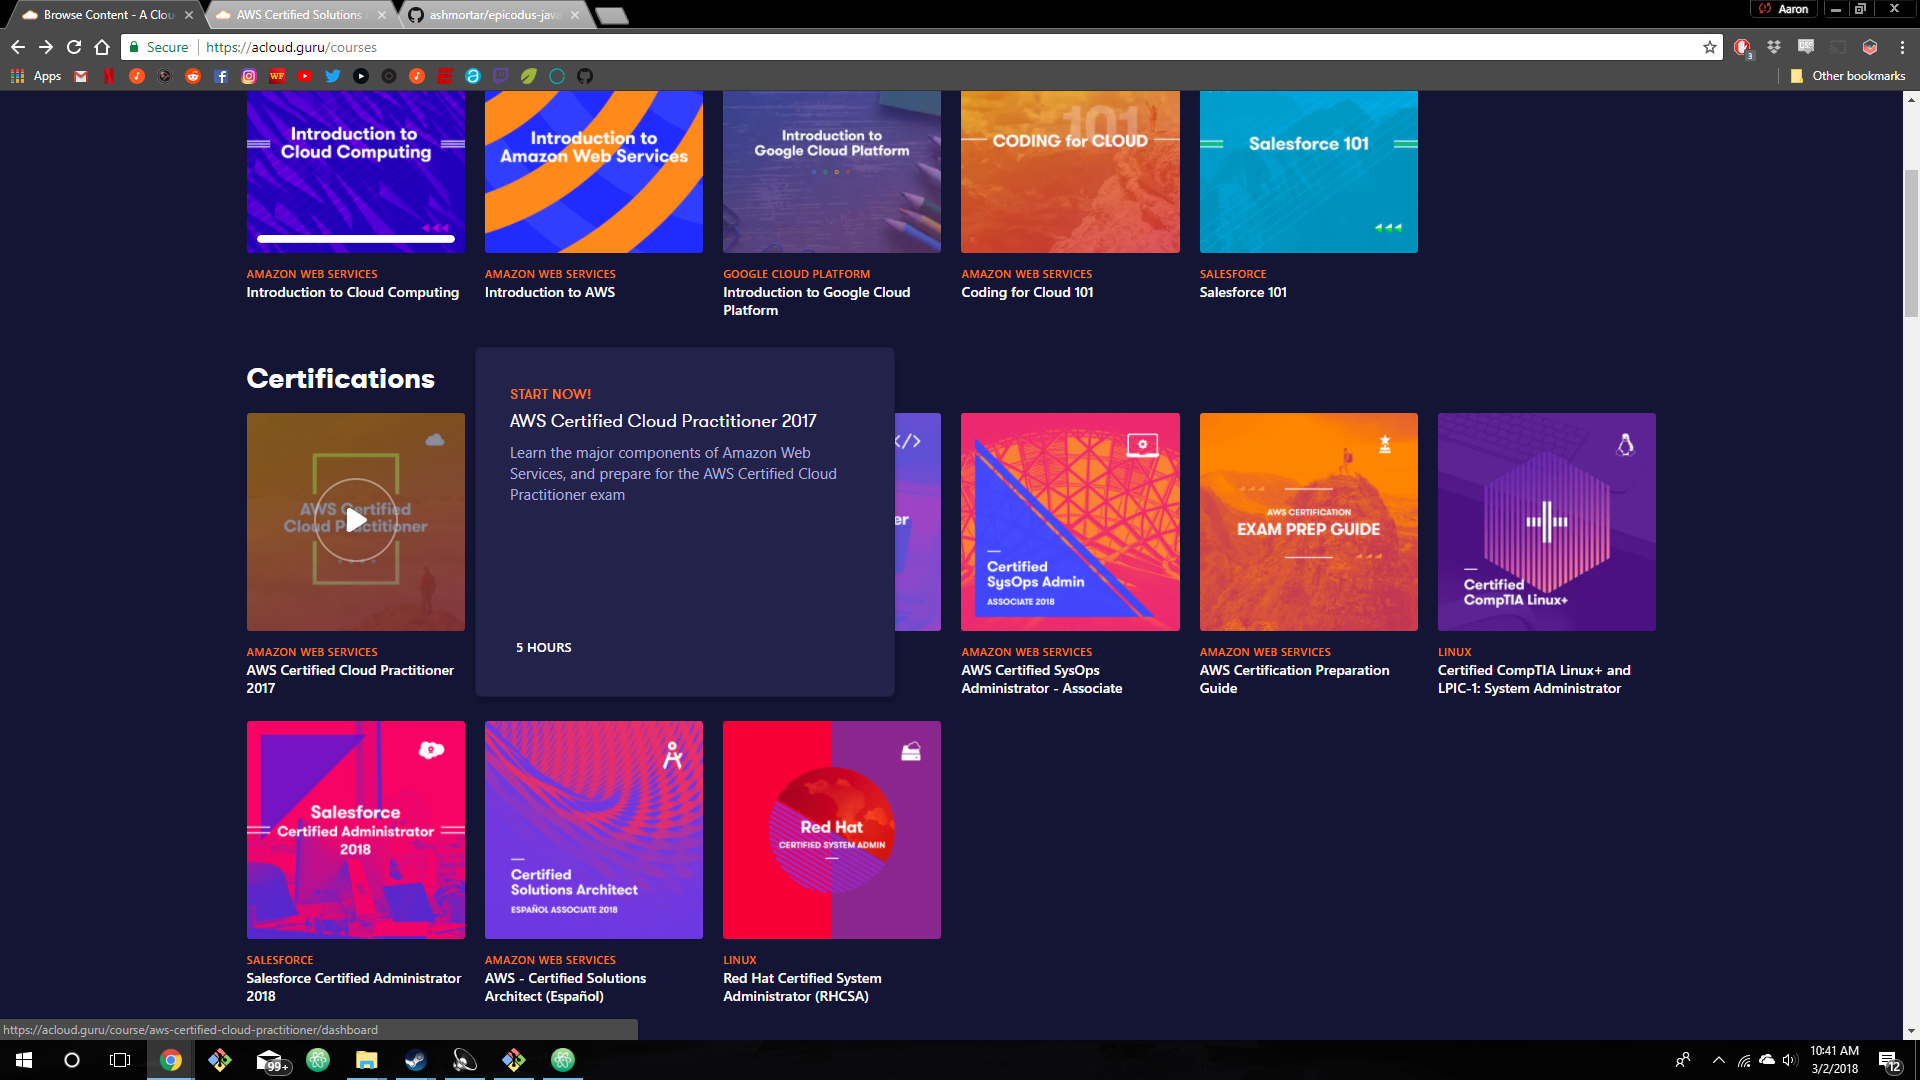 Browse Content - A Clou
AWS Certified Solutions
ashmortar/epicodus-java
Aaron
Secure
https://acloud.guru/courses
3
Apps
Other bookmarks
Introduction to
Cloud Computing
Introduction to
Amazon Web Services
Introduction to
Google Cloud Platform
101
CODING for CLOUD
Salesforce 101
AMAZON WEB SERVICES
Introduction to Cloud Computing
AMAZON WEB SERVICES
Introduction to AWS
GOOGLE CLOUD PLATFORM
Introduction to Google Cloud
Platform
AMAZON WEB SERVICES
Coding for Cloud 101
SALESFORCE
Salesforce 101
Certifications
AWS Certified
Cloud Practitioner
START NOW!
AWS Certified Cloud Practitioner 2017
Learn the major components of Amazon Web
Services, and prepare for the AWS Certified Cloud
Practitioner exam
5 HOURS
</>
er
Certified
SysOps Admin
ASSOCIATE 2018
AWS CERTIFICATION
EXAM PREP GUIDE
Certified
CompTIA Linux+
AMAZON WEB SERVICES
AWS Certified Cloud Practitioner
2017
AMAZON WEB SERVICES
AWS Certified SysOps
Administrator - Associate
AMAZON WEB SERVICES
AWS Certification Preparation
Guide
LINUX
Certified CompTIA Linux+ and
LPIC-1: System Administrator
Salesforce
Certified Administrator
2018
Certified
Solutions Architect
ESPAÑOL ASSOCIATE 2018
Red Hat
CERTIFIED SYSTEM ADMIN
SALESFORCE
Salesforce Certified Administrator
2018
AMAZON WEB SERVICES
AWS - Certified Solutions
Architect (Español)
LINUX
Red Hat Certified System
Administrator (RHCSA)
https://acloud.guru/course/aws-certified-cloud-practitioner/dashboard
99+
10:41 AM
3/2/2018
12